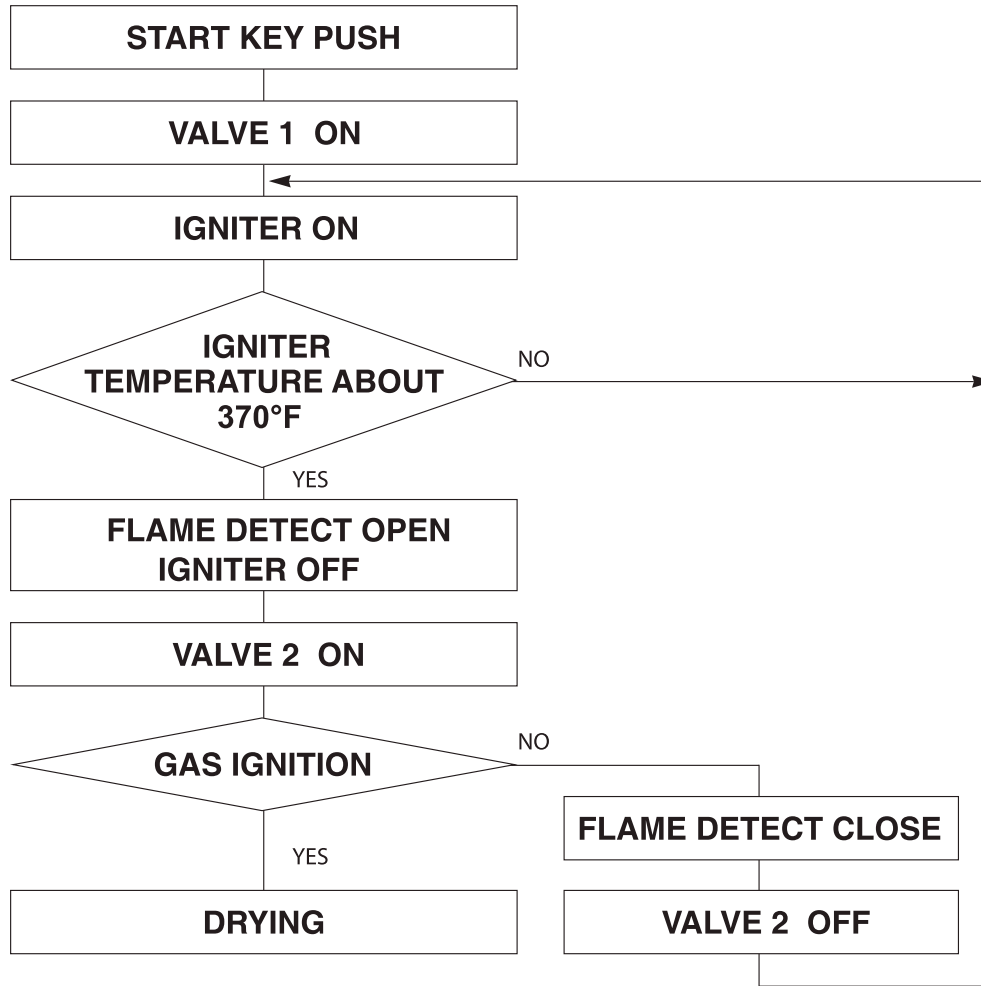 START KEY PUSH
VALVE 1 ON
IGNITER ON
IGNITER
TEMPERATURE ABOUT
370°F
NO
YES
FLAME DETECT OPEN
IGNITER OFF
VALVE 2 ON
GAS IGNITION
NO
FLAME DETECT CLOSE
YES
DRYING
VALVE 2 OFF